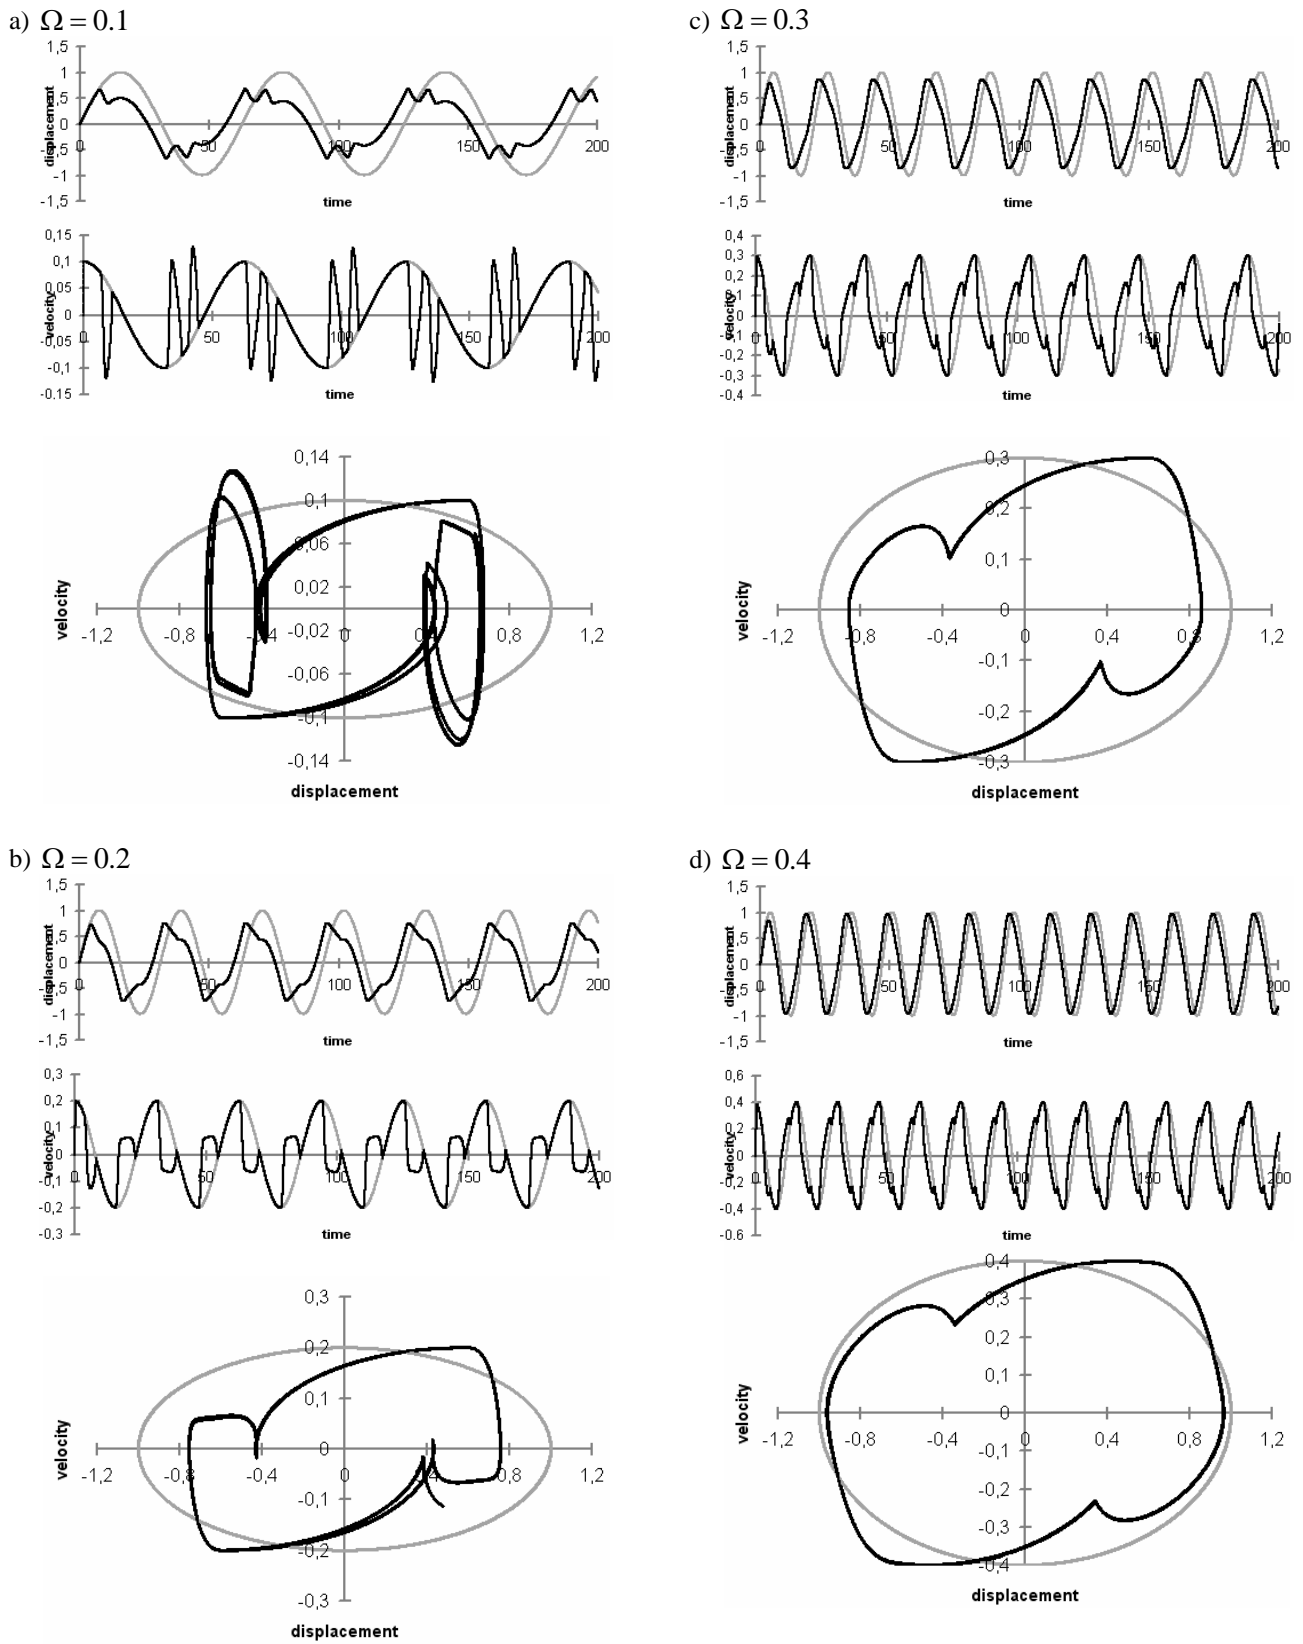 a) Ω = 0.1
1,5
1
0,5
0
-0,5
-1
-1,5
displacement
0 50 100 150 200
time
0,15
0,1
0,05
0
-0,05
-0,1
-0,15
velocity
0 50 100 150 200
time
0,14
0,1
0,06
0,02
-0,02
-0,06
-0,1
-0,14
velocity
-1,2 -0,8 -0,4 0 0,4 0,8 1,2
displacement
b) Ω = 0.2
1,5
1
0,5
0
-0,5
-1
-1,5
displacement
0 50 100 150 200
time
0,3
0,2
0,1
0
-0,1
-0,2
-0,3
velocity
0 50 100 150 200
time
0,3
0,2
0,1
0
-0,1
-0,2
-0,3
velocity
-1,2 -0,8 -0,4 0 0,4 0,8 1,2
displacement
c) Ω = 0.3
1,5
1
0,5
0
-0,5
-1
-1,5
displacement
0 50 100 150 200
time
0,4
0,3
0,2
0,1
0
-0,1
-0,2
-0,3
-0,4
velocity
0 50 100 150 200
time
0,3
0,2
0,1
0
-0,1
-0,2
-0,3
velocity
-1,2 -0,8 -0,4 0 0,4 0,8 1,2
displacement
d) Ω = 0.4
1,5
1
0,5
0
-0,5
-1
-1,5
displacement
0 50 100 150 200
time
0,6
0,4
0,2
0
-0,2
-0,4
-0,6
velocity
0 50 100 150 200
time
0,4
0,3
0,2
0,1
0
-0,1
-0,2
-0,3
-0,4
velocity
-1,2 -0,8 -0,4 0 0,4 0,8 1,2
displacement